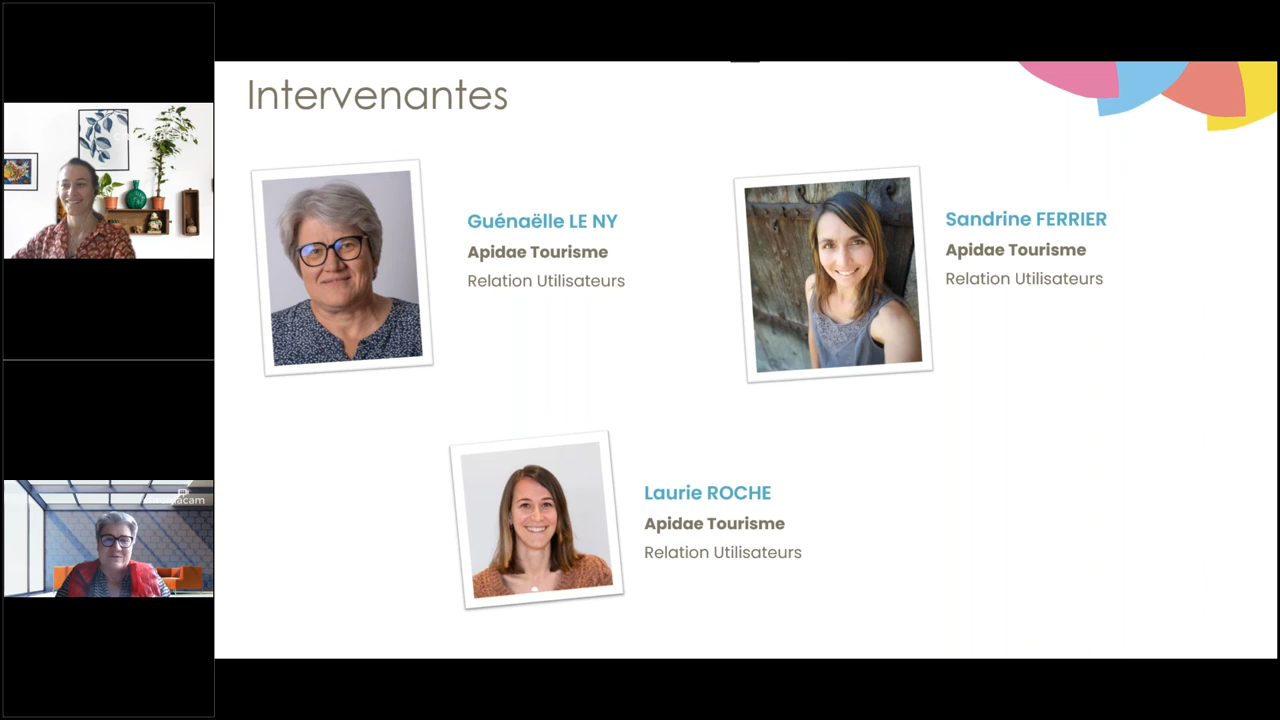 Intervenantes
Guénaëlle LE NY
Apidae Tourisme
Relation Utilisateurs
Sandrine FERRIER
Apidae Tourisme
Relation Utilisateurs
Laurie ROCHE
Apidae Tourisme
Relation Utilisateurs